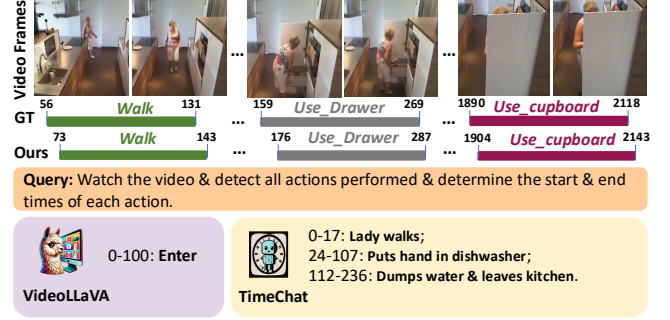 Video Frames
... ...
GT 56 Walk 131 ... 159 Use_Drawer 269 ... 1890 Use_cupboard 2118
Ours 73 Walk 143 ... 176 Use_Drawer 287 ... 1904 Use_cupboard 2143
Query: Watch the video & detect all actions performed & determine the start & end
times of each action.
0-100: Enter
VideoLLaVA
0-17: Lady walks;
24-107: Puts hand in dishwasher;
112-236: Dumps water & leaves kitchen.
TimeChat